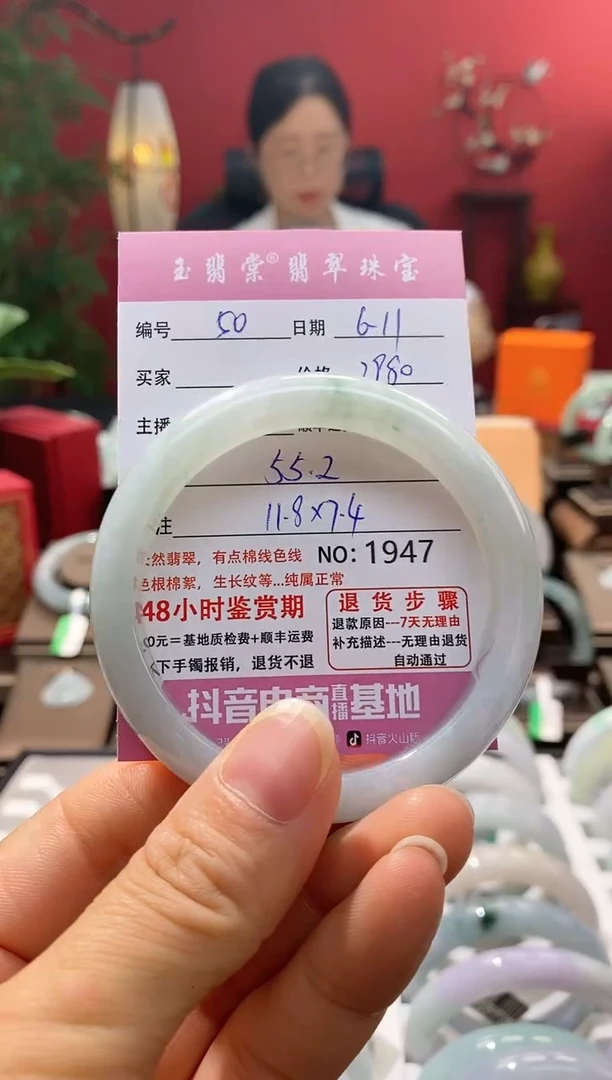 玉翡棠®翡翠珠宝
编号 50 日期 6-11
买家
主播
55.2
注 11.8×7.4
然翡翠，有点棉线色线 NO: 1947
色根棉絮，生长纹等...纯属正常
48小时鉴赏期
0元=基地质检费+顺丰运费
下手镯报销，退货不退
退货步骤
退款原因---7天无理由
补充描述---无理由退货
自动通过
抖音电商直播基地
抖音火山版